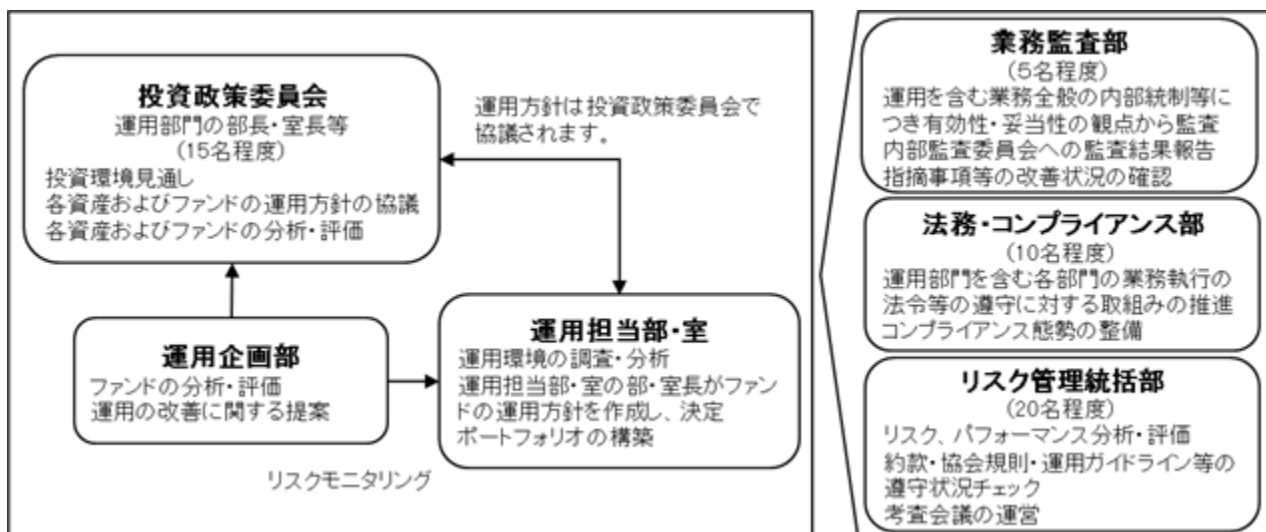 投資政策委員会
運用部門の部長・室長等
(15名程度)
投資環境見通し
各資産およびファンドの運用方針の協議
各資産およびファンドの分析・評価
運用方針は投資政策委員会で
協議されます。
運用企画部
ファンドの分析・評価
運用の改善に関する提案
運用担当部・室
運用環境の調査・分析
運用担当部・室の部・室長がファン
ドの運用方針を作成し、決定
ポートフォリオの構築
リスクモニタリング
業務監査部
(5名程度)
運用を含む業務全般の内部統制等に
つき有効性・妥当性の観点から監査
内部監査委員会への監査結果報告
指摘事項等の改善状況の確認
法務・コンプライアンス部
(10名程度)
運用部門を含む各部門の業務執行の
法令等の遵守に対する取組みの推進
コンプライアンス態勢の整備
リスク管理統括部
(20名程度)
リスク、パフォーマンス分析・評価
約款・協会規則・運用ガイドライン等の
遵守状況チェック
考査会議の運営